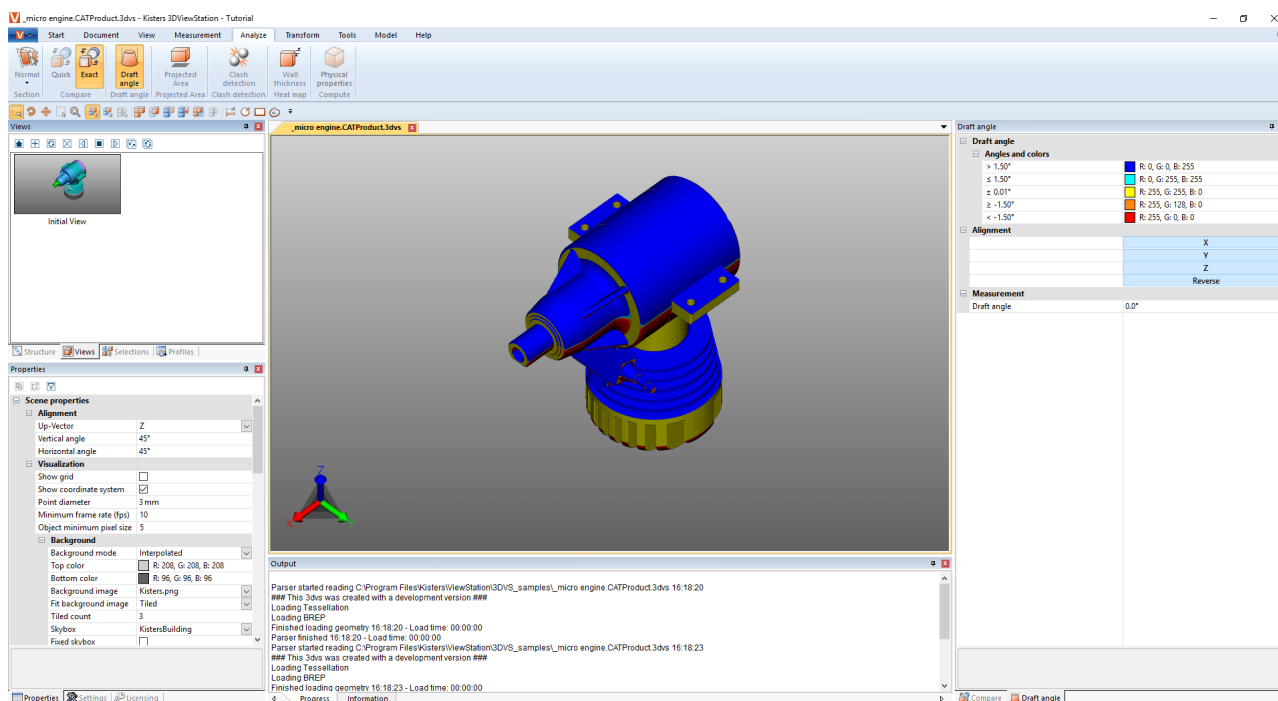 _micro engine.CATProduct.3dvs - Kisters 3DViewStation - Tutorial
Start Document View Measurement Analyze Transform Tools Model Help
Normal Quick Exact Draft angle Projected Area Clash detection Wall thickness Physical properties
Section Compare Draft angle Projected Area Clash detection Heat map Compute
Views
Initial View
Structure Views Selections Profiles
Properties
Scene properties
Alignment
Up-Vector Z
Vertical angle 45°
Horizontal angle 45°
Visualization
Show grid
Show coordinate system
Point diameter 3 mm
Minimum frame rate (fps) 10
Object minimum pixel size 5
Background
Background mode Interpolated
Top color R: 208, G: 208, B: 208
Bottom color R: 96, G: 96, B: 96
Background image Kisters.png
Fit background image Tiled
Tiled count 3
Skybox KistersBuilding
Fixed skybox
Properties Settings Licensing
_micro engine.CATProduct.3dvs
Z
X
Y
Output
Parser started reading C:\Program Files\Kisters\ViewStation\3DVS_samples\_micro engine.CATProduct.3dvs 16:18:20
### This 3dvs was created with a development version ###
Loading Tessellation
Loading BREP
Finished loading geometry 16:18:20 - Load time: 00:00:00
Parser finished 16:18:20 - Load time: 00:00:00
Parser started reading C:\Program Files\Kisters\ViewStation\3DVS_samples\_micro engine.CATProduct.3dvs 16:18:23
### This 3dvs was created with a development version ###
Loading Tessellation
Loading BREP
Finished loading geometry 16:18:23 - Load time: 00:00:00
Progress Information
Draft angle
Draft angle
Angles and colors
> 1.50° R: 0, G: 0, B: 255
≤ 1.50° R: 0, G: 255, B: 255
± 0.01° R: 255, G: 255, B: 0
≥ -1.50° R: 255, G: 128, B: 0
< -1.50° R: 255, G: 0, B: 0
Alignment
X
Y
Z
Reverse
Measurement
Draft angle 0.0°
Compare Draft angle